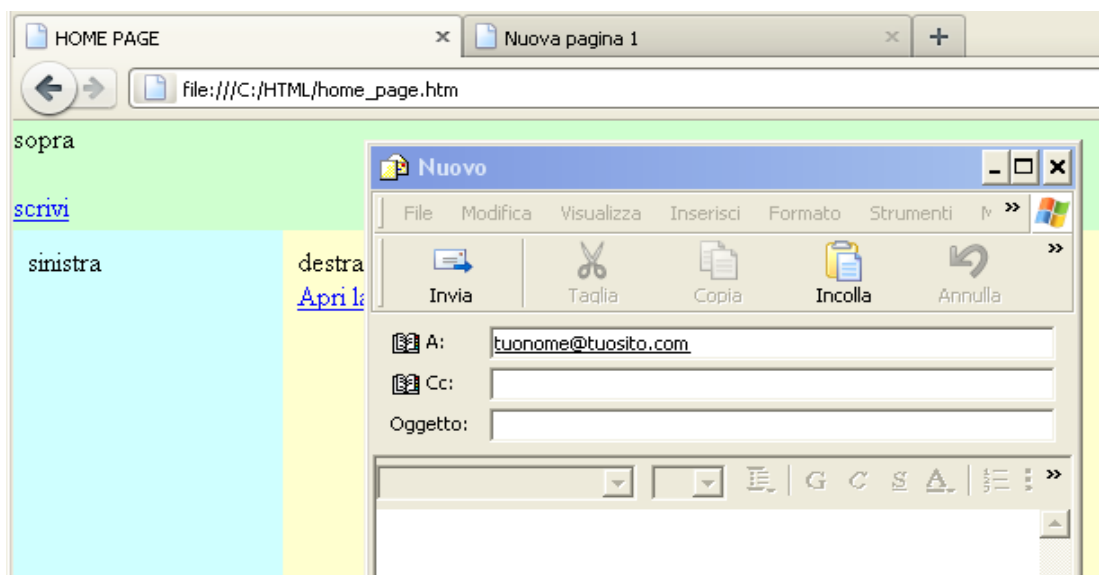 HOME PAGE
Nuova pagina 1
file:///C:/HTML/home_page.htm
sopra
scrivi
sinistra
destra
Apri
Nuovo
File Modifica Visualizza Inserisci Formato Strumenti
Invia Taglia Copia Incolla Annulla
A: tuonome@tuosito.com
Cc:
Oggetto:
G C S A